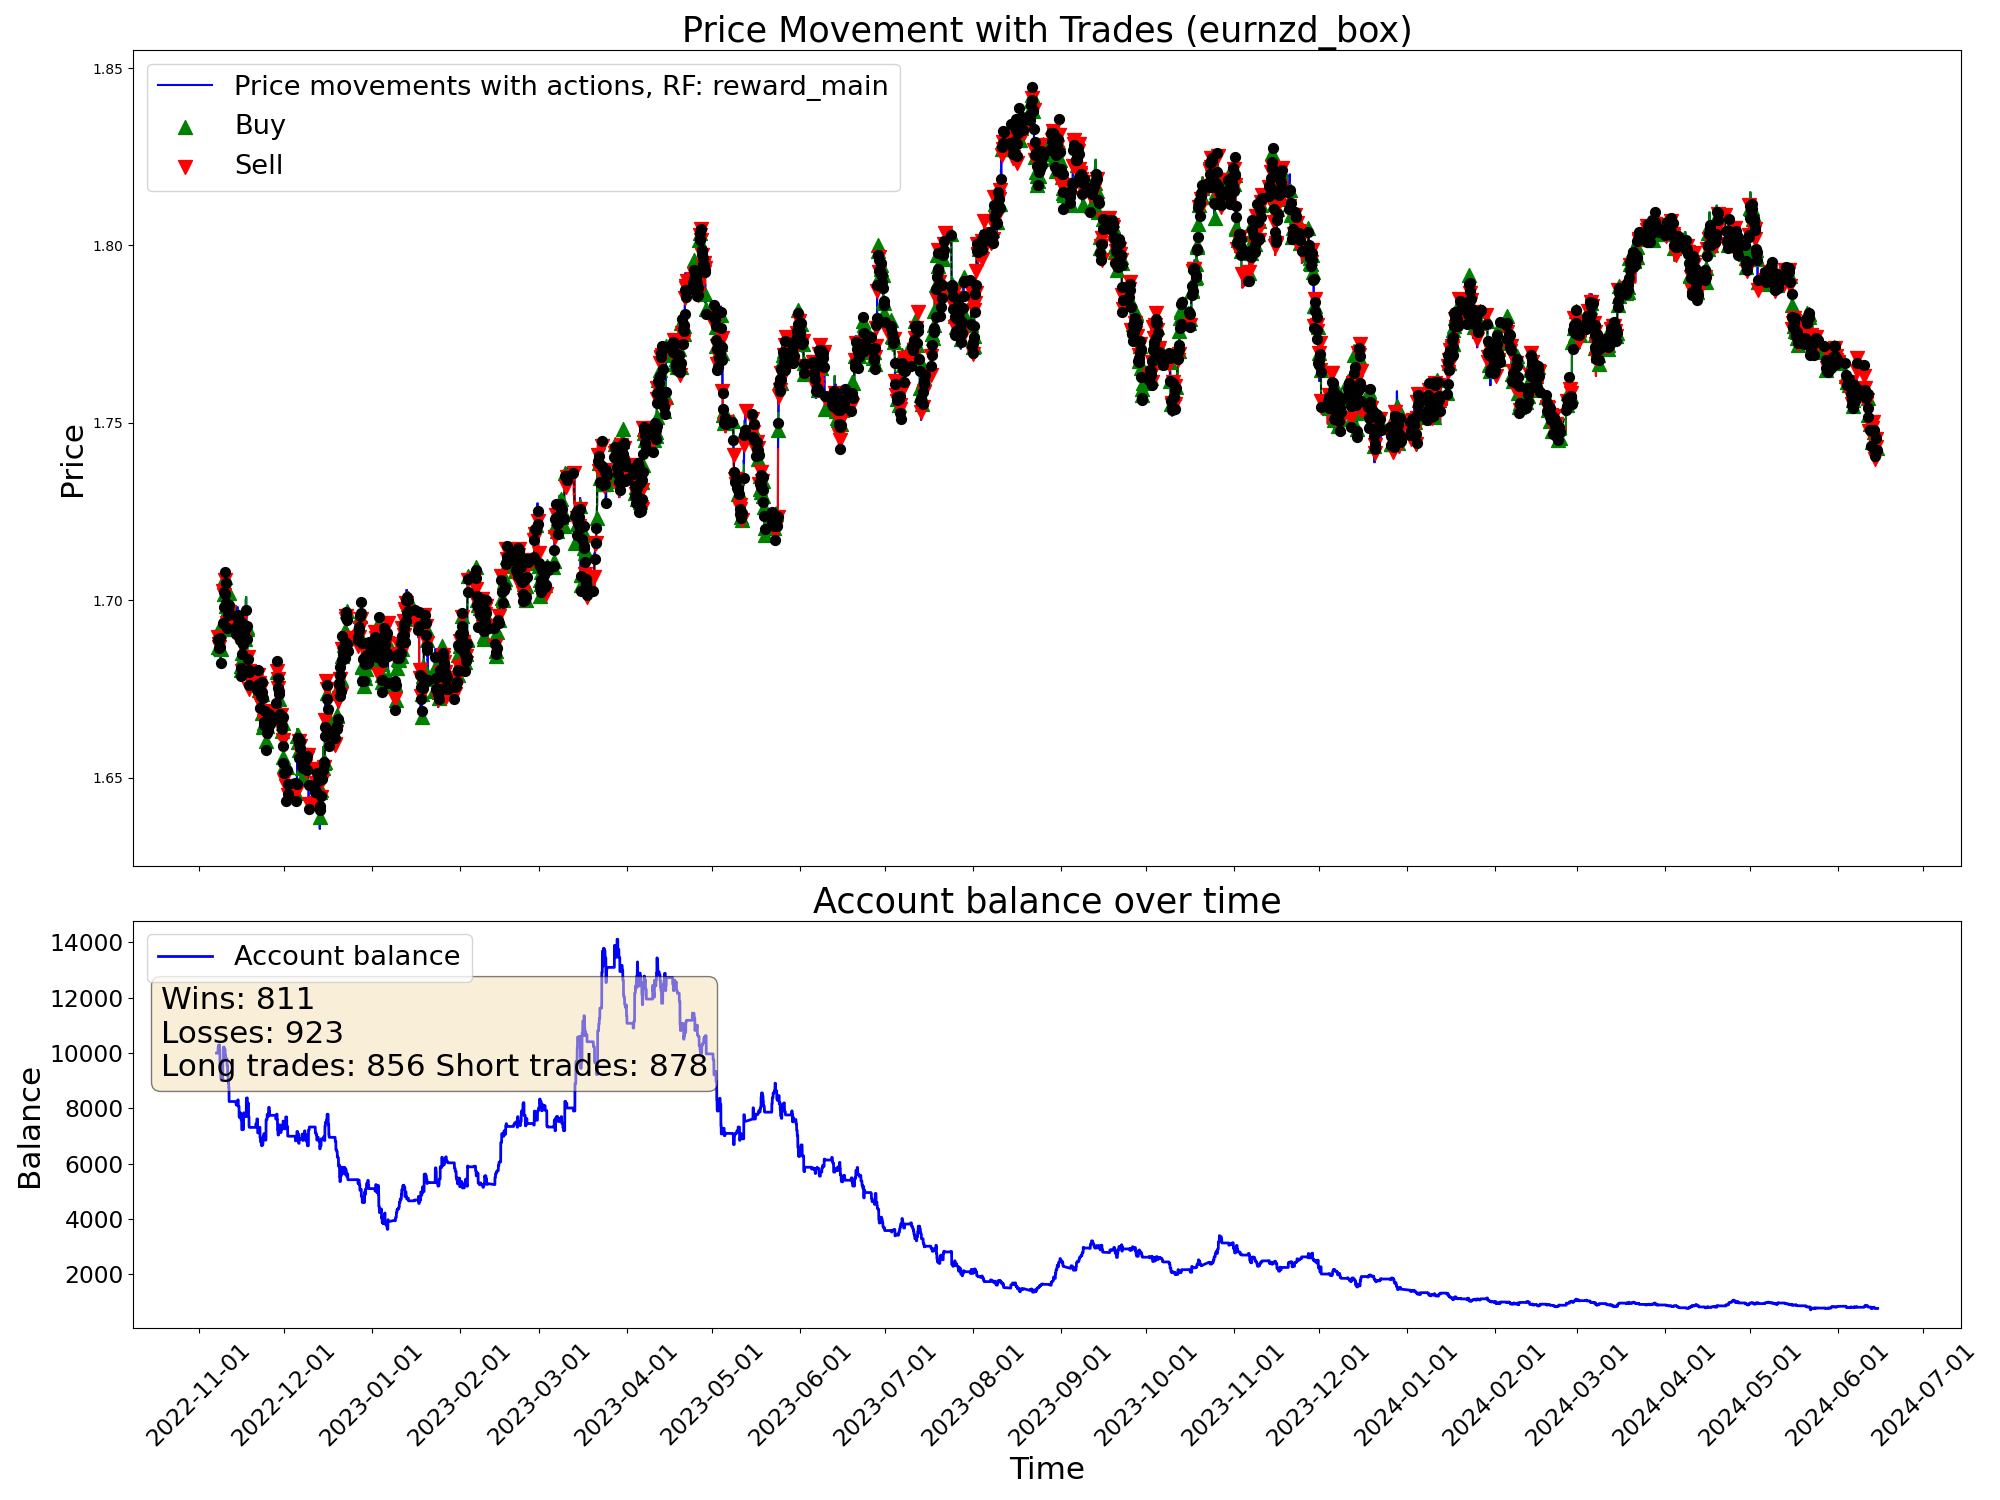 Price Movement with Trades (eurnzd_box)
1.85
1.80
1.75
1.70
1.65
Price
Price movements with actions, RF: reward_main
Buy
Sell
Account balance over time
14000
12000
10000
8000
6000
4000
2000
Balance
Account balance
Wins: 811
Losses: 923
Long trades: 856 Short trades: 878
2022-11-01
2022-12-01
2023-01-01
2023-02-01
2023-03-01
2023-04-01
2023-05-01
2023-06-01
2023-07-01
2023-08-01
2023-09-01
2023-10-01
2023-11-01
2023-12-01
2024-01-01
2024-02-01
2024-03-01
2024-04-01
2024-05-01
2024-06-01
2024-07-01
Time